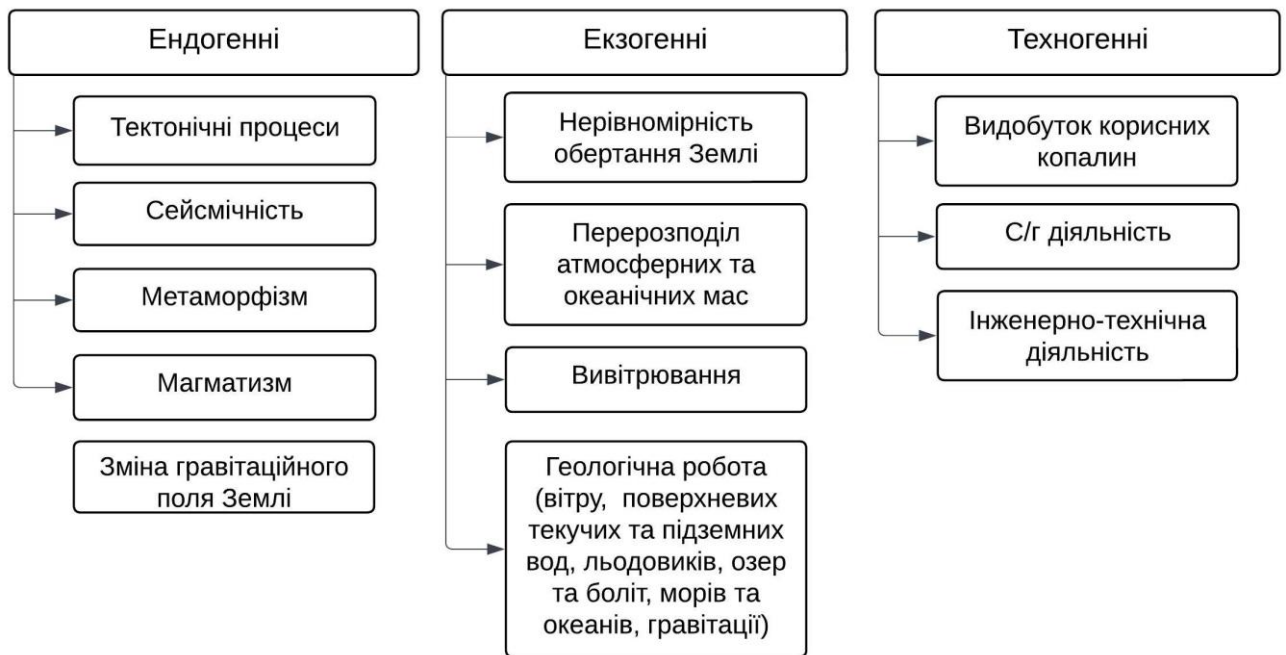 Ендогенні
Тектонічні процеси
Сейсмічність
Метаморфізм
Магматизм
Зміна гравітаційного
поля Землі
Екзогенні
Нерівномірність
обертання Землі
Перерозподіл
атмосферних та
океанічних мас
Вивітрювання
Геологічна робота
(вітру, поверхневих
текучих та підземних
вод, льодовиків, озер
та боліт, морів та
океанів, гравітації)
Техногенні
Видобуток корисних
копалин
С/г діяльність
Інженерно-технічна
діяльність